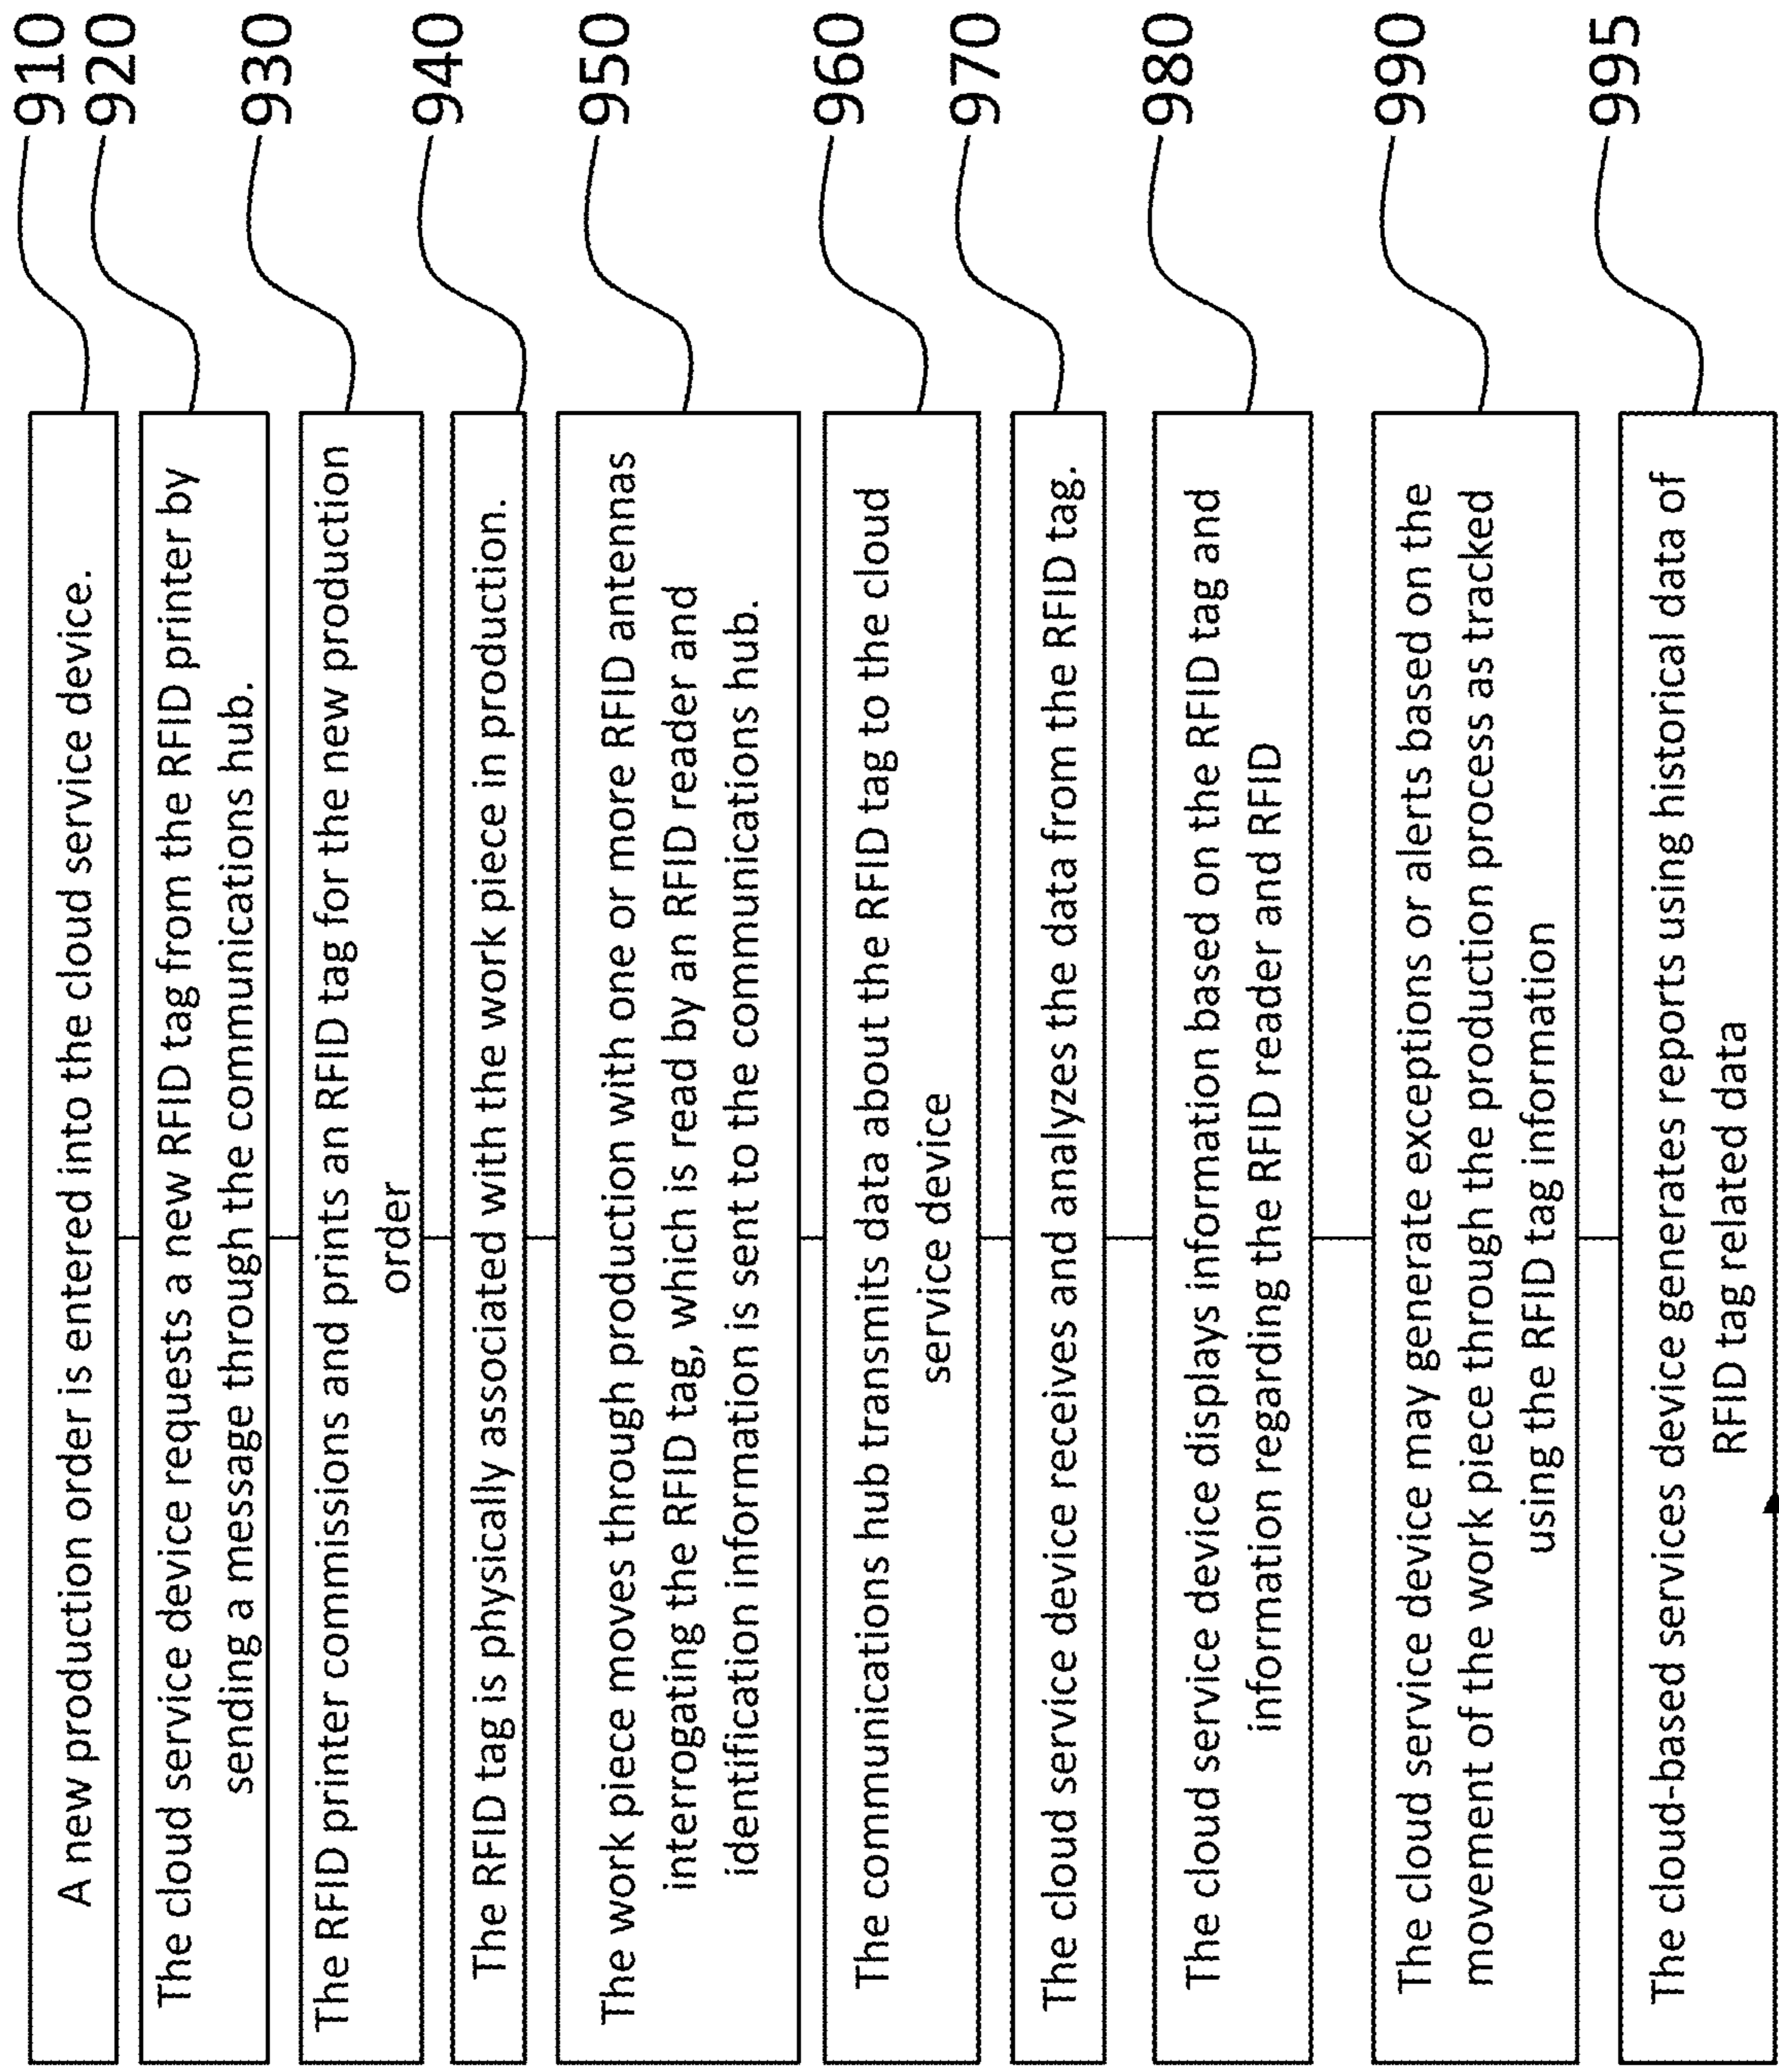 A new production order is entered into the cloud service device.
910
The cloud service device requests a new RFID tag from the RFID printer by
sending a message through the communications hub.
920
The RFID printer commissions and prints an RFID tag for the new production
order
930
The RFID tag is physically associated with the work piece in production.
940
The work piece moves through production with one or more RFID antennas
interrogating the RFID tag, which is read by an RFID reader and
identification information is sent to the communications hub.
950
The communications hub transmits data about the RFID tag to the cloud
service device
960
The cloud service device receives and analyzes the data from the RFID tag.
970
The cloud service device displays information based on the RFID tag and
information regarding the RFID reader and RFID
980
The cloud service device may generate exceptions or alerts based on the
movement of the work piece through the production process as tracked
using the RFID tag information
990
The cloud-based services device generates reports using historical data of
RFID tag related data
995